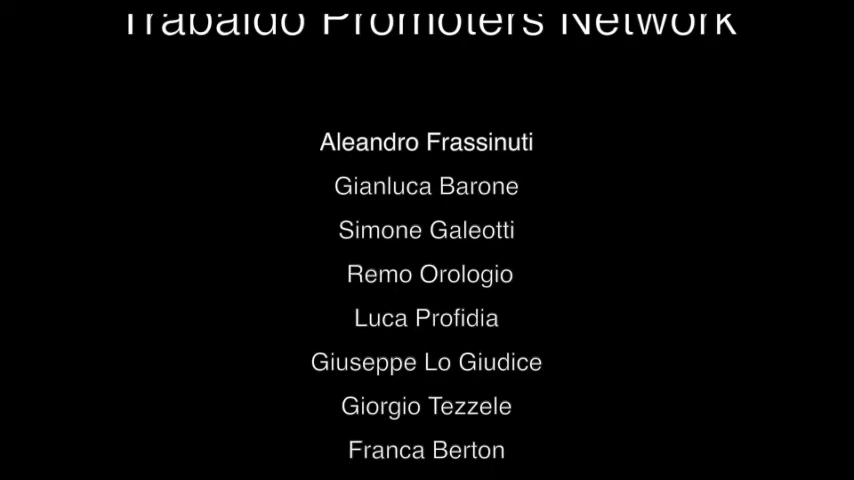 Trabaldo Promoters Network
Aleandro Frassinuti
Gianluca Barone
Simone Galeotti
Remo Orologio
Luca Profidia
Giuseppe Lo Giudice
Giorgio Tezzele
Franca Berton